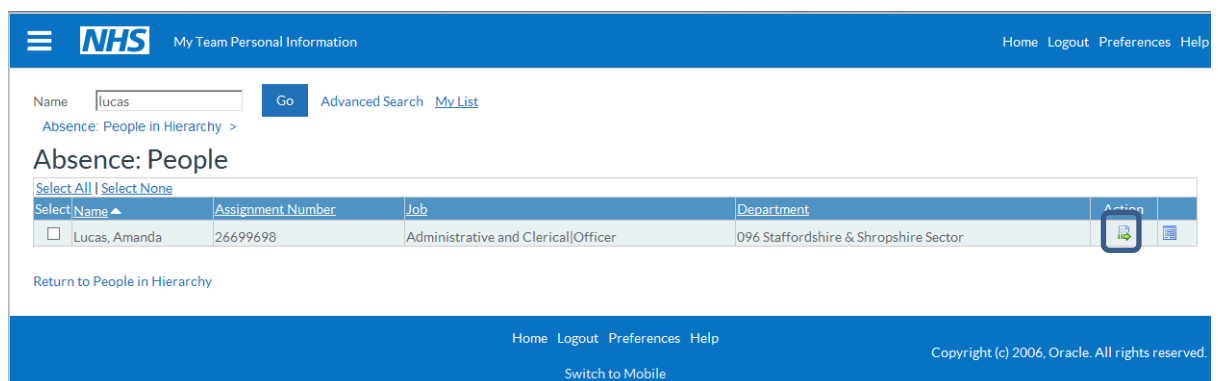 NHS My Team Personal Information Home Logout Preferences Help
Name lucas Go Advanced Search My List
Absence: People in Hierarchy >
Absence: People
Select All | Select None
Select Name Assignment Number Job Department Action
Lucas, Amanda 26699698 Administrative and Clerical|Officer 096 Staffordshire & Shropshire Sector
Return to People in Hierarchy
Home Logout Preferences Help
Copyright (c) 2006, Oracle. All rights reserved.
Switch to Mobile